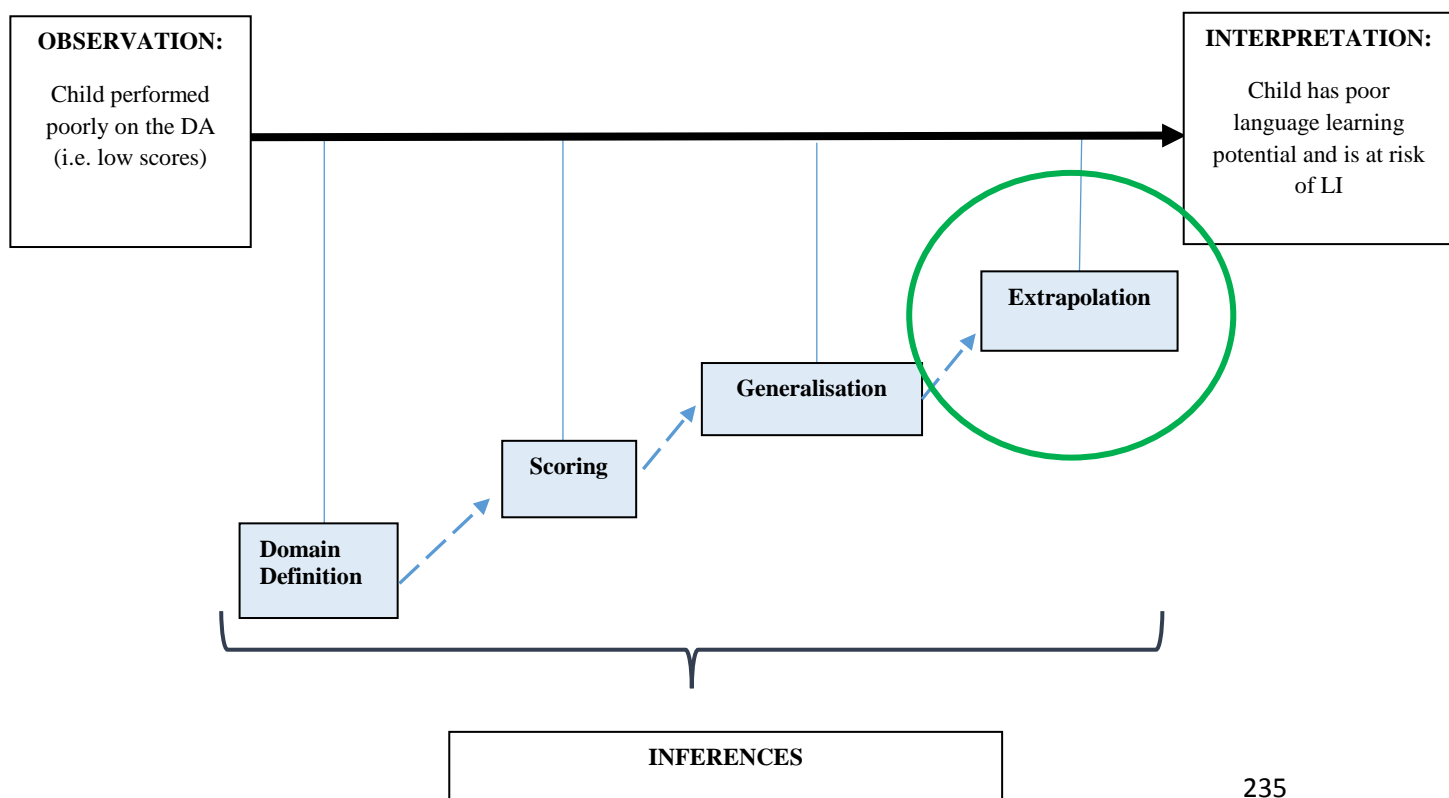 OBSERVATION:
Child performed
poorly on the DA
(i.e. low scores)
INTERPRETATION:
Child has poor
language learning
potential and is at risk
of LI
Extrapolation
Generalisation
Scoring
Domain
Definition
INFERENCES
235